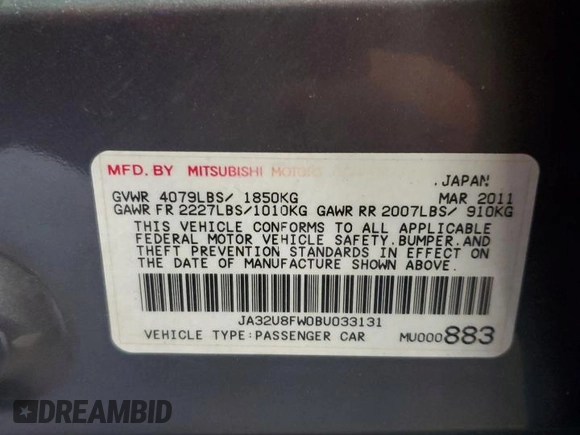 MFD. BY MITSUBISHI MOTORS
.JAPAN
GVWR 4079LBS/ 1850KG MAR 2011
GAWR FR 2227LBS/1010KG GAWR RR 2007LBS/ 910KG
THIS VEHICLE CONFORMS TO ALL APPLICABLE
FEDERAL MOTOR VEHICLE SAFETY,BUMPER,AND
THEFT PREVENTION STANDARDS IN EFFECT ON
THE DATE OF MANUFACTURE SHOWN ABOVE.
JA32U8FW0BU033131
VEHICLE TYPE:PASSENGER CAR MU000883
DREAMBID